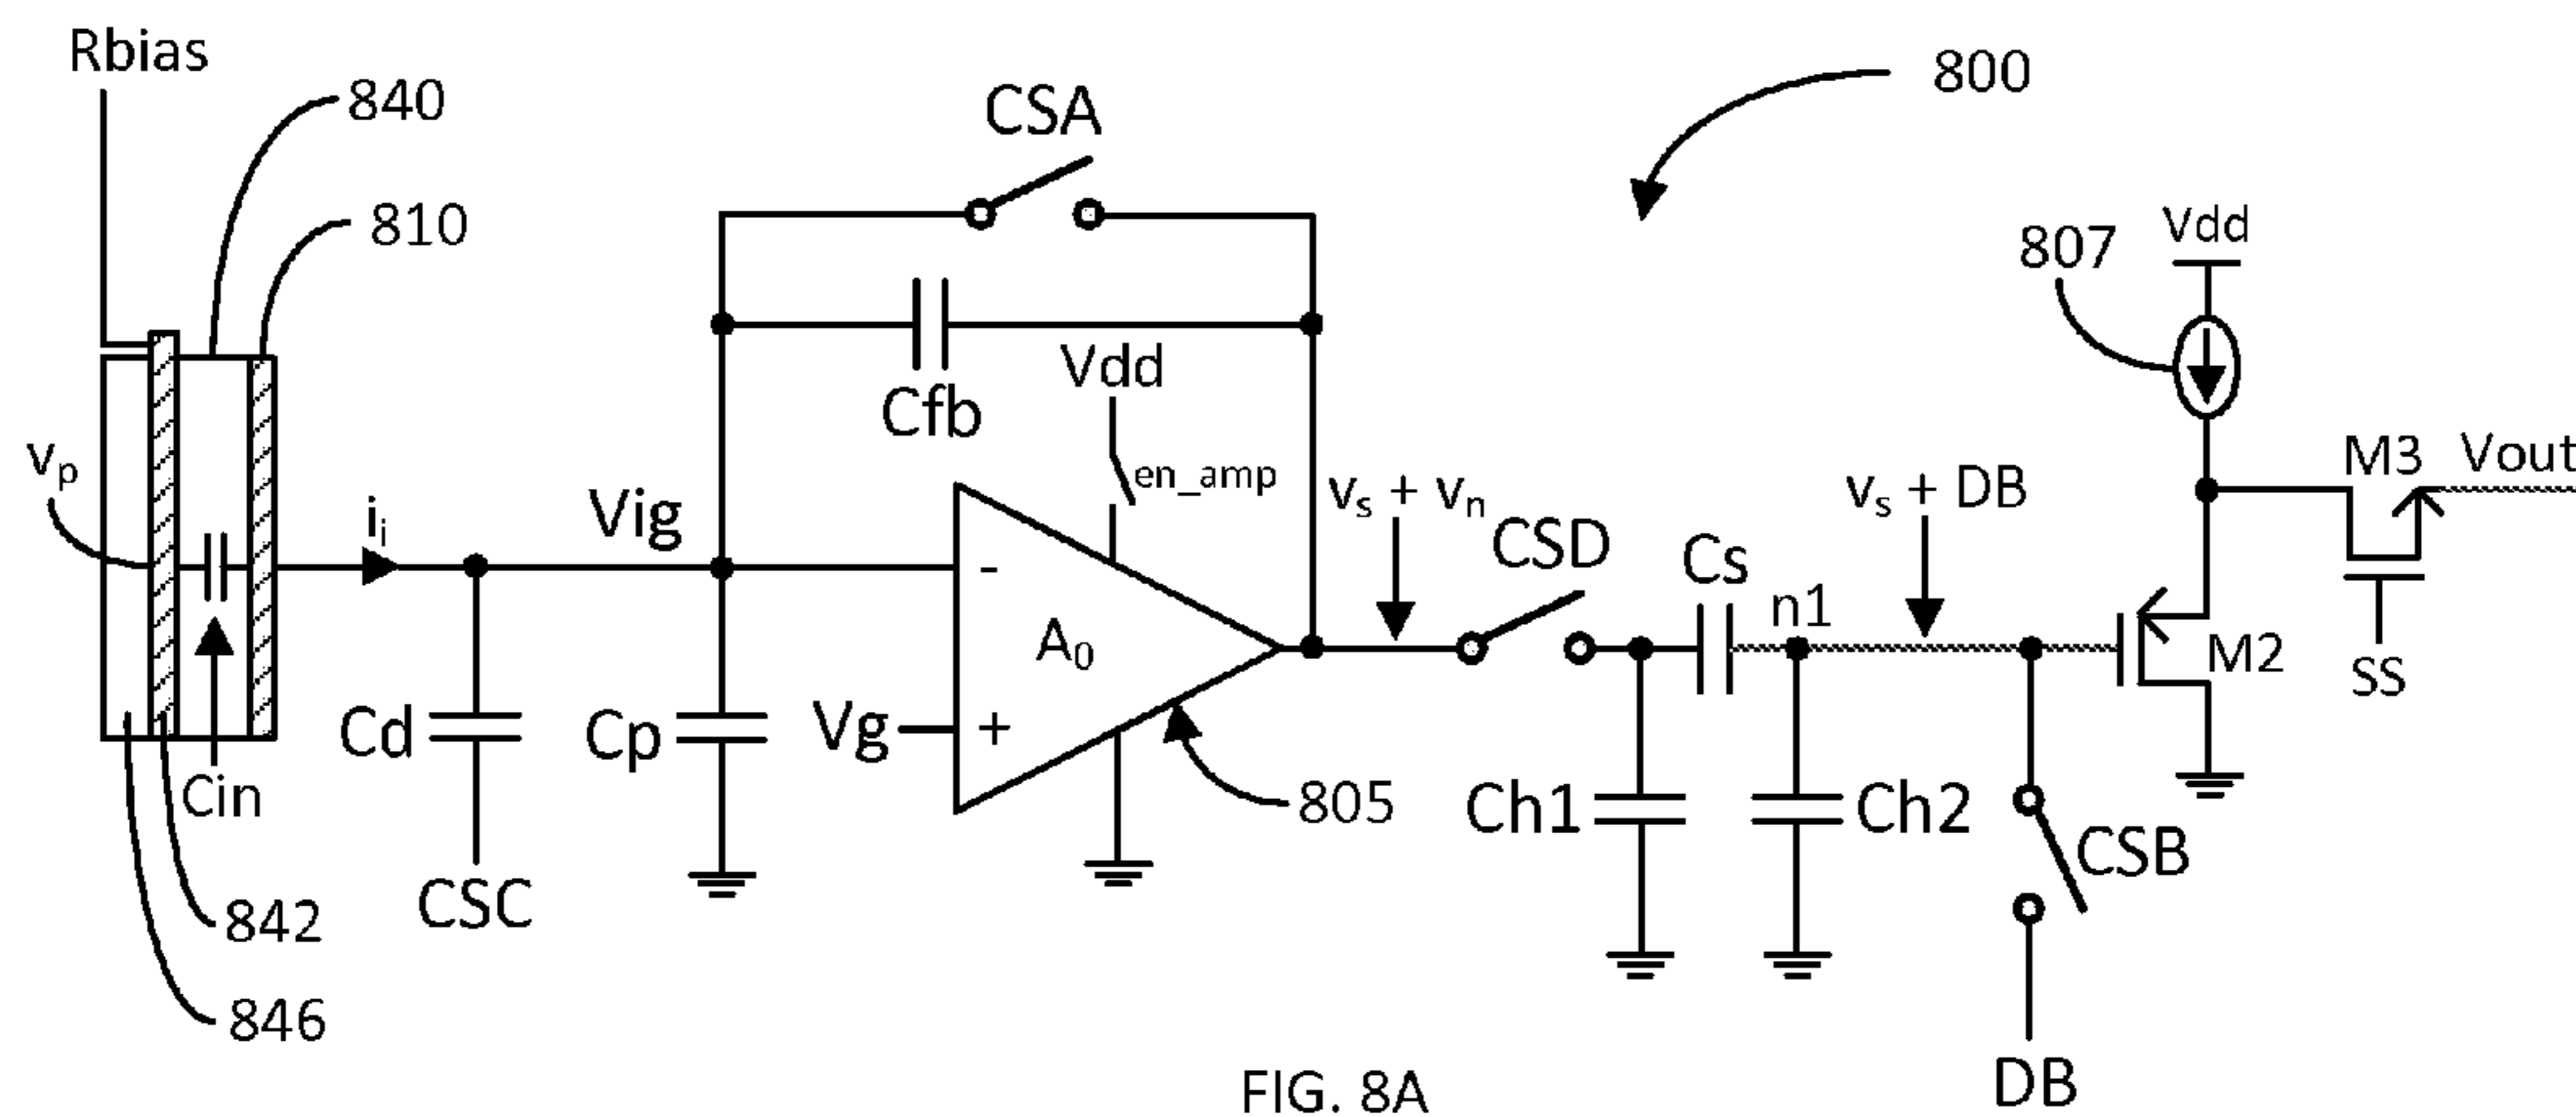 Rbias
840
800
CSA
810
Vdd
807
Vdd
Cfb
en_amp
vₚ
M3
Vout
vₛ + vₙ
vₛ + DB
iᵢ
Vig
CSD
Cs
n1
-
A₀
M2
SS
Cd
Cp
Vg
+
Cin
805
Ch1
Ch2
CSB
CSC
842
846
DB
FIG. 8A